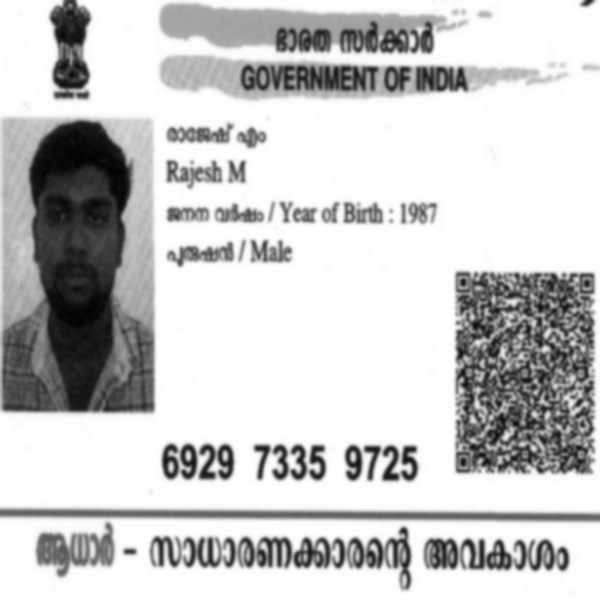 ഭാരത സർക്കാർ
GOVERNMENT OF INDIA
രാജേഷ് എം
Rajesh M
ജനന വർഷം / Year of Birth : 1987
പുരുഷൻ / Male
6929 7335 9725
ആധാർ – സാധാരണക്കാരന്റെ അവകാശം